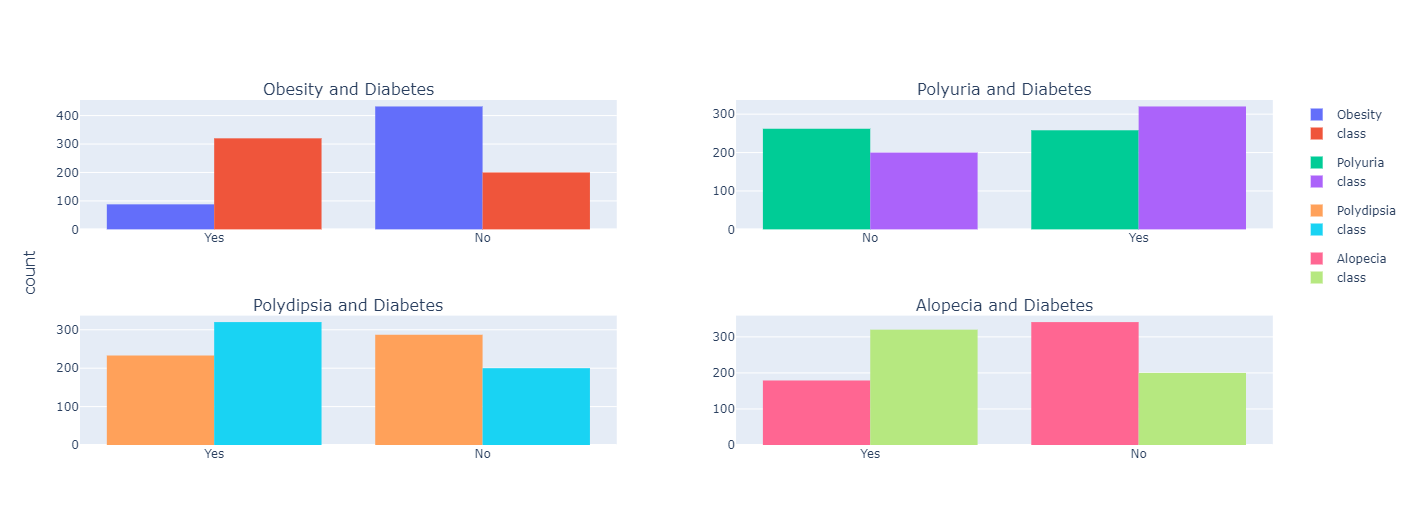 Obesity and Diabetes
400
300
200
100
0
Yes
No
Polyuria and Diabetes
300
200
100
0
No
Yes
count
Polydipsia and Diabetes
300
200
100
0
Yes
No
Alopecia and Diabetes
300
200
100
0
Yes
No
Obesity
class
Polyuria
class
Polydipsia
class
Alopecia
class